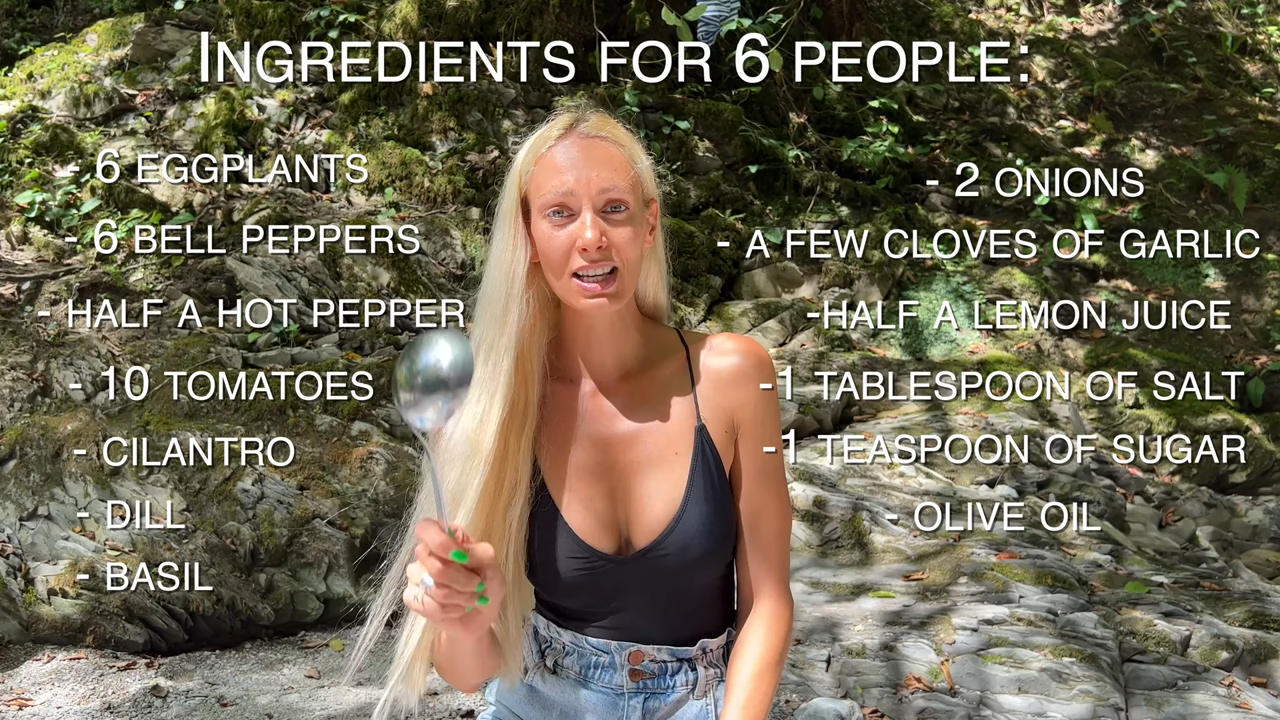 Ingredients for 6 people:
- 6 eggplants
- 6 bell peppers
- half a hot pepper
- 10 tomatoes
- cilantro
- dill
- basil
- 2 onions
- a few cloves of garlic
-half a lemon juice
-1 tablespoon of salt
-1 teaspoon of sugar
- olive oil